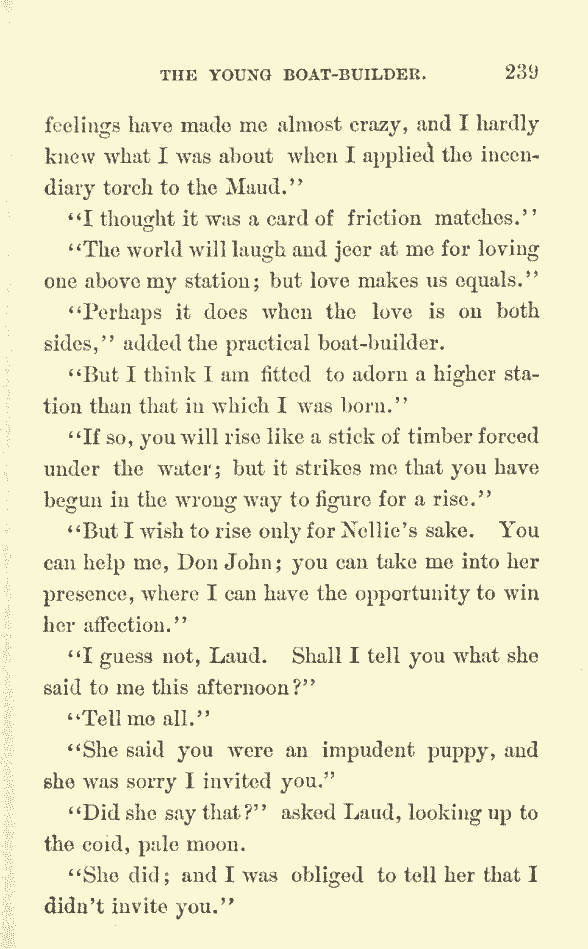 THE YOUNG BOAT-BUILDER. 239
feelings have made me almost crazy, and I hardly
knew what I was about when I applied the incen-
diary torch to the Maud."
"I thought it was a card of friction matches."
"The world will laugh and jeer at me for loving
one above my station; but love makes us equals."
"Perhaps it does when the love is on both
sides," added the practical boat-builder.
"But I think I am fitted to adorn a higher sta-
tion than that in which I was born."
"If so, you will rise like a stick of timber forced
under the water; but it strikes me that you have
begun in the wrong way to figure for a rise."
"But I wish to rise only for Nellie's sake. You
can help me, Don John; you can take me into her
presence, where I can have the opportunity to win
her affection."
"I guess not, Laud. Shall I tell you what she
said to me this afternoon?"
"Tell me all."
"She said you were an impudent puppy, and
she was sorry I invited you."
"Did she say that?" asked Laud, looking up to
the cold, pale moon.
"She did; and I was obliged to tell her that I
didn't invite you."